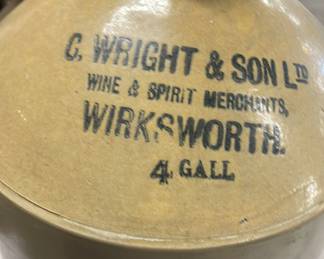 C. WRIGHT & SON LTD
WINE & SPIRIT MERCHANTS,
WIRKSWORTH.
4 GALL